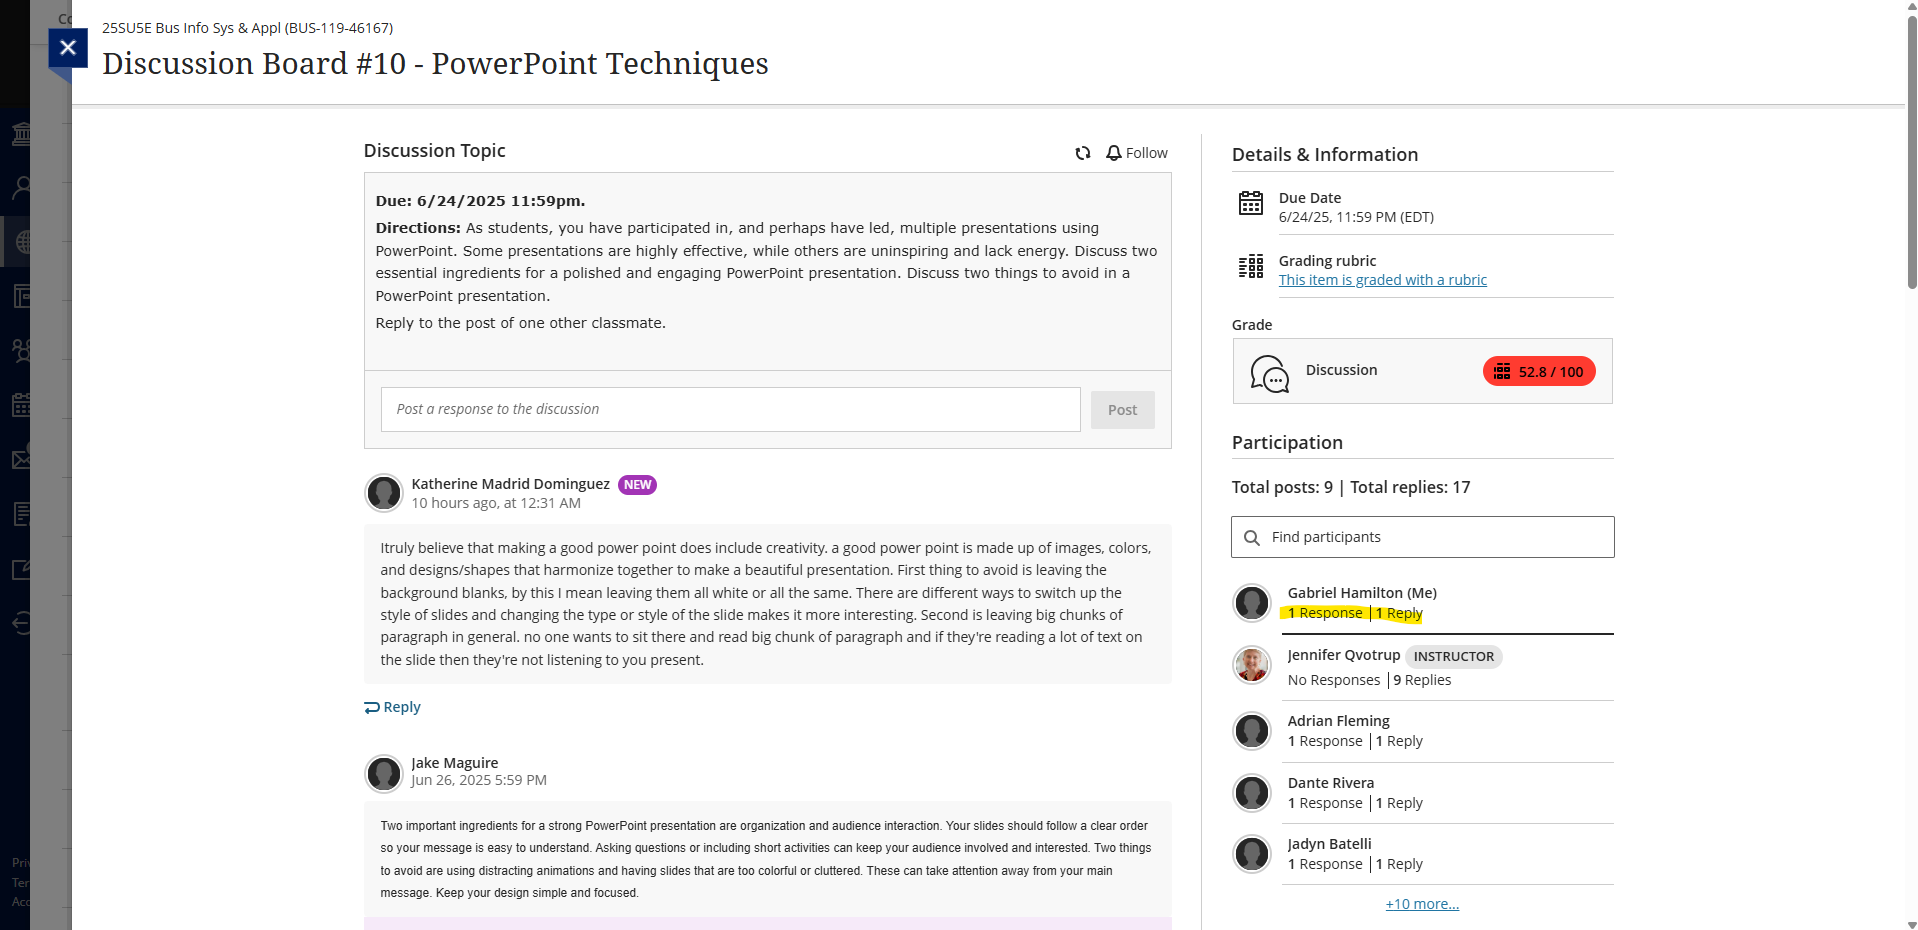 Co
25SU5E Bus Info Sys & Appl (BUS-119-46167)
Discussion Board #10 - PowerPoint Techniques
Discussion Topic
Follow
Due: 6/24/2025 11:59pm.
Directions: As students, you have participated in, and perhaps have led, multiple presentations using
PowerPoint. Some presentations are highly effective, while others are uninspiring and lack energy. Discuss two
essential ingredients for a polished and engaging PowerPoint presentation. Discuss two things to avoid in a
PowerPoint presentation.
Reply to the post of one other classmate.
Post a response to the discussion
Post
Katherine Madrid Dominguez NEW
10 hours ago, at 12:31 AM
Itruly believe that making a good power point does include creativity. a good power point is made up of images, colors,
and designs/shapes that harmonize together to make a beautiful presentation. First thing to avoid is leaving the
background blanks, by this I mean leaving them all white or all the same. There are different ways to switch up the
style of slides and changing the type or style of the slide makes it more interesting. Second is leaving big chunks of
paragraph in general. no one wants to sit there and read big chunk of paragraph and if they're reading a lot of text on
the slide then they're not listening to you present.
Reply
Jake Maguire
Jun 26, 2025 5:59 PM
Two important ingredients for a strong PowerPoint presentation are organization and audience interaction. Your slides should follow a clear order
so your message is easy to understand. Asking questions or including short activities can keep your audience involved and interested. Two things
to avoid are using distracting animations and having slides that are too colorful or cluttered. These can take attention away from your main
message. Keep your design simple and focused.
Details & Information
Due Date
6/24/25, 11:59 PM (EDT)
Grading rubric
This item is graded with a rubric
Grade
Discussion
52.8 / 100
Participation
Total posts: 9 | Total replies: 17
Find participants
Gabriel Hamilton (Me)
1 Response | 1 Reply
Jennifer Qvotrup INSTRUCTOR
No Responses | 9 Replies
Adrian Fleming
1 Response | 1 Reply
Dante Rivera
1 Response | 1 Reply
Jadyn Batelli
1 Response | 1 Reply
+10 more...
Priv
Ter
Acc